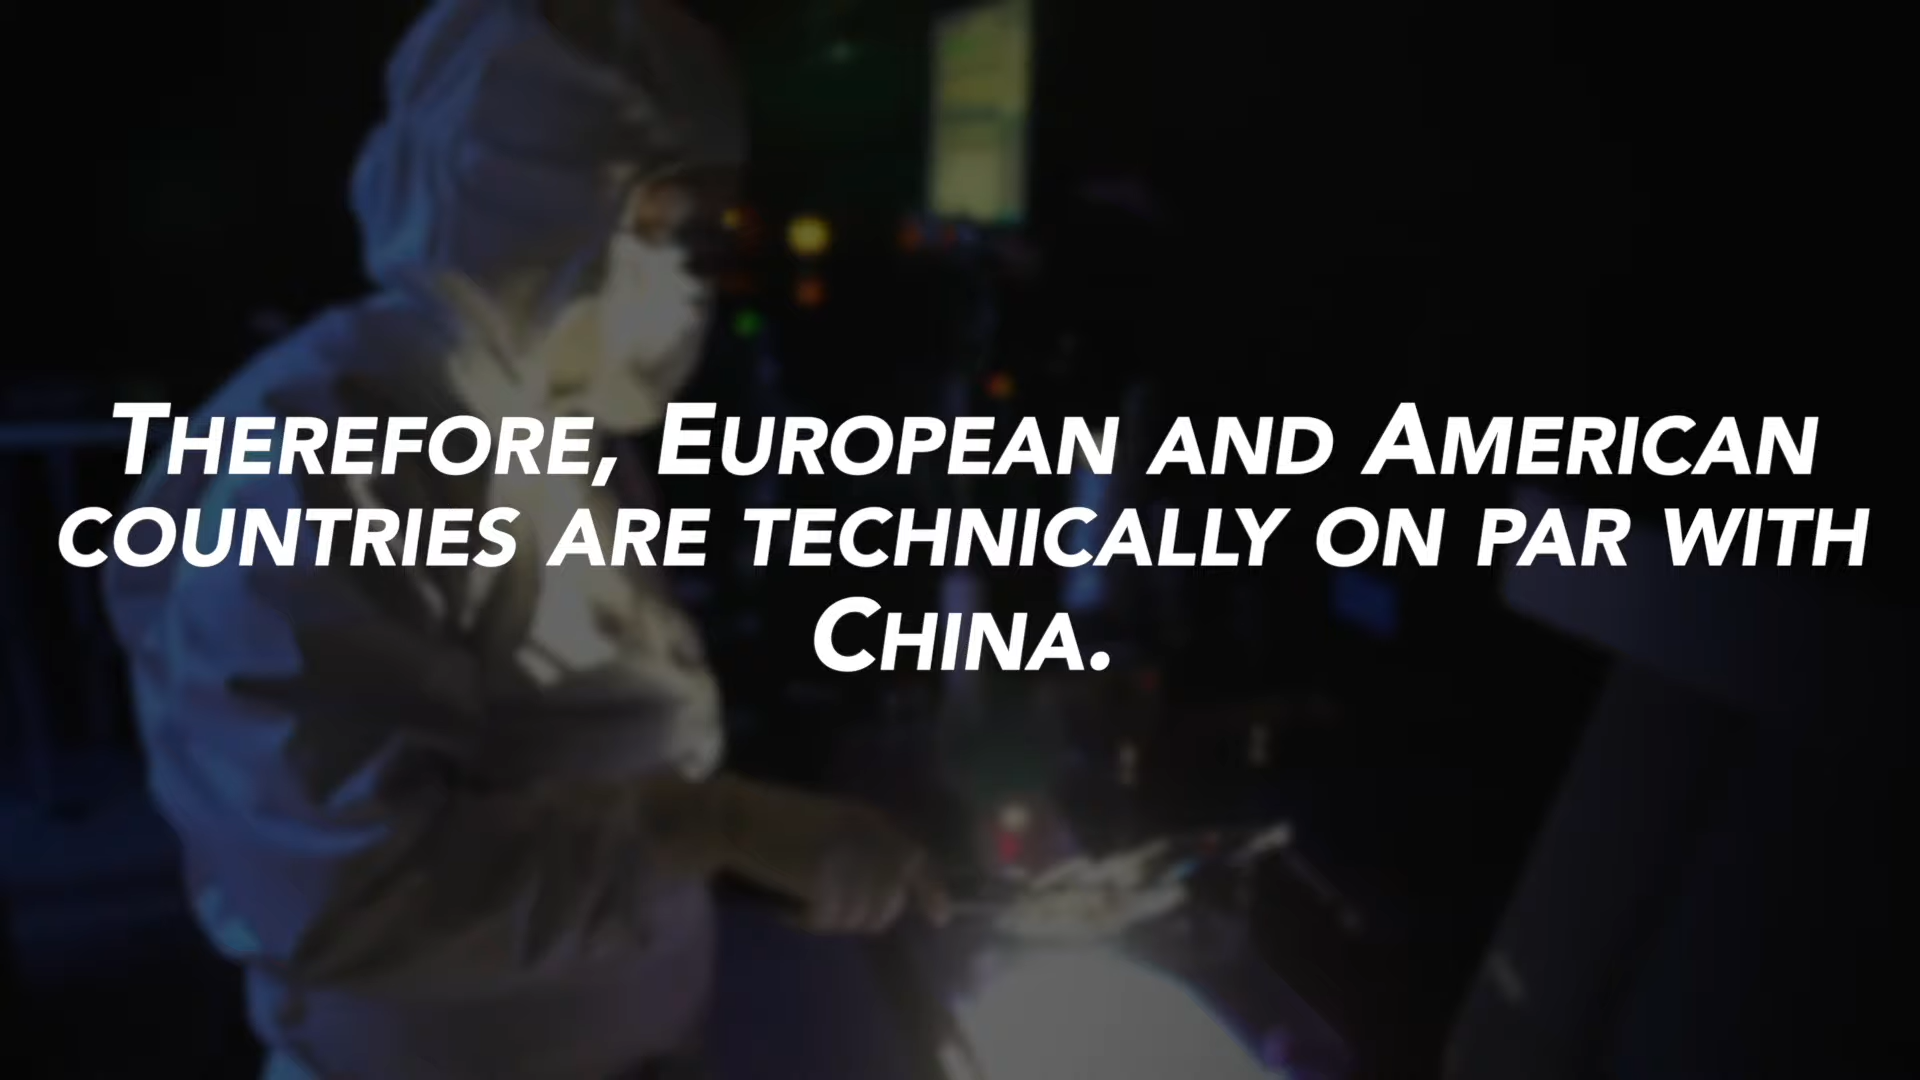 Therefore, European and American
countries are technically on par with
China.